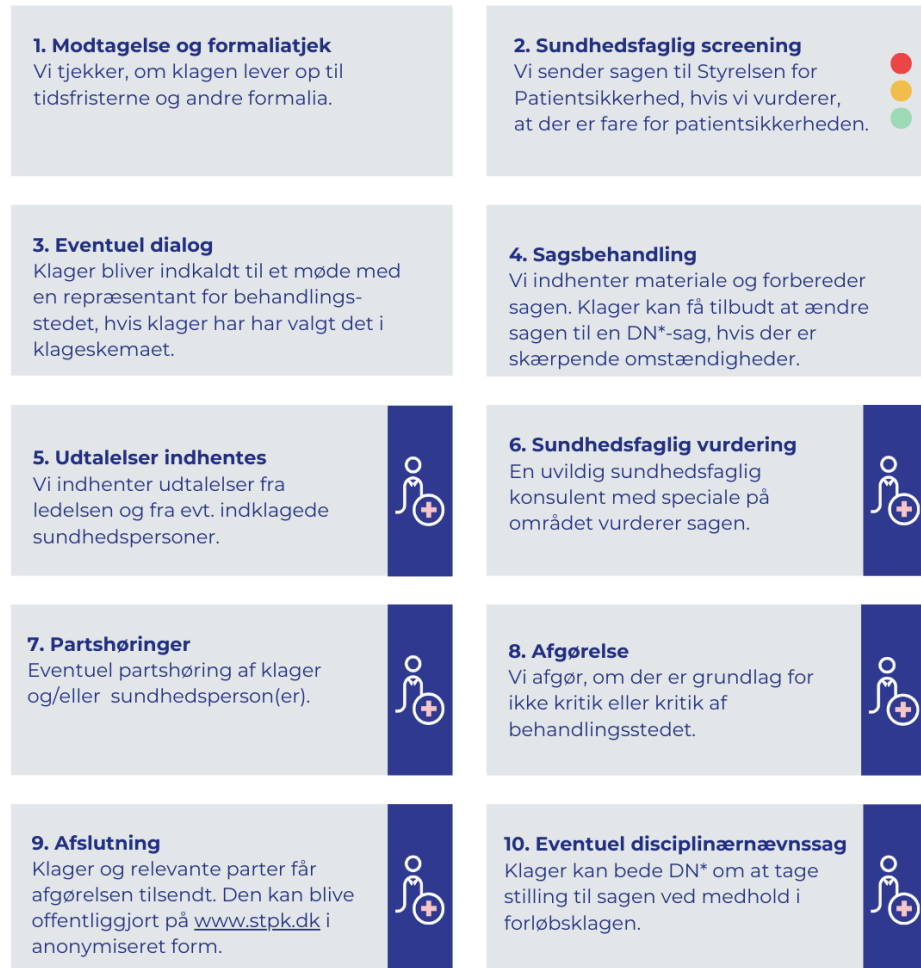 1. Modtagelse og formaliatjek
Vi tjekker, om klagen lever op til
tidsfristerne og andre formalia.
2. Sundhedsfaglig screening
Vi sender sagen til Styrelsen for
Patientsikkerhed, hvis vi vurderer,
at der er fare for patientsikkerheden.
3. Eventuel dialog
Klager bliver indkaldt til et møde med
en repræsentant for behandlings-
stedet, hvis klager har har valgt det i
klageskemaet.
4. Sagsbehandling
Vi indhenter materiale og forbereder
sagen. Klager kan få tilbudt at ændre
sagen til en DN*-sag, hvis der er
skærpende omstændigheder.
5. Udtalelser indhentes
Vi indhenter udtalelser fra
ledelsen og fra evt. indklagede
sundhedspersoner.
6. Sundhedsfaglig vurdering
En uvildig sundhedsfaglig
konsulent med speciale på
området vurderer sagen.
7. Partshøringer
Eventuel partshøring af klager
og/eller sundhedsperson(er).
8. Afgørelse
Vi afgør, om der er grundlag for
ikke kritik eller kritik af
behandlingsstedet.
9. Afslutning
Klager og relevante parter får
afgørelsen tilsendt. Den kan blive
offentliggjort på www.stpk.dk i
anonymiseret form.
10. Eventuel disciplinærnævnssag
Klager kan bede DN* om at tage
stilling til sagen ved medhold i
forløbsklagen.